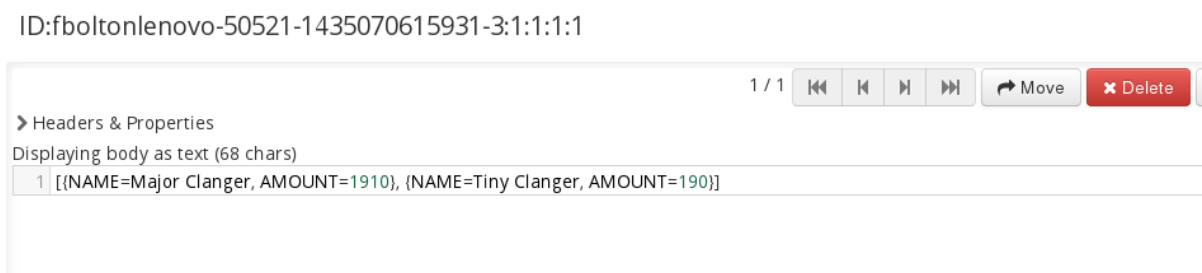 ID:fboltonlenovo-50521-1435070615931-3:1:1:1:1
1 / 1 Move Delete
Headers & Properties
Displaying body as text (68 chars)
1 [{NAME=Major Clanger, AMOUNT=1910}, {NAME=Tiny Clanger, AMOUNT=190}]